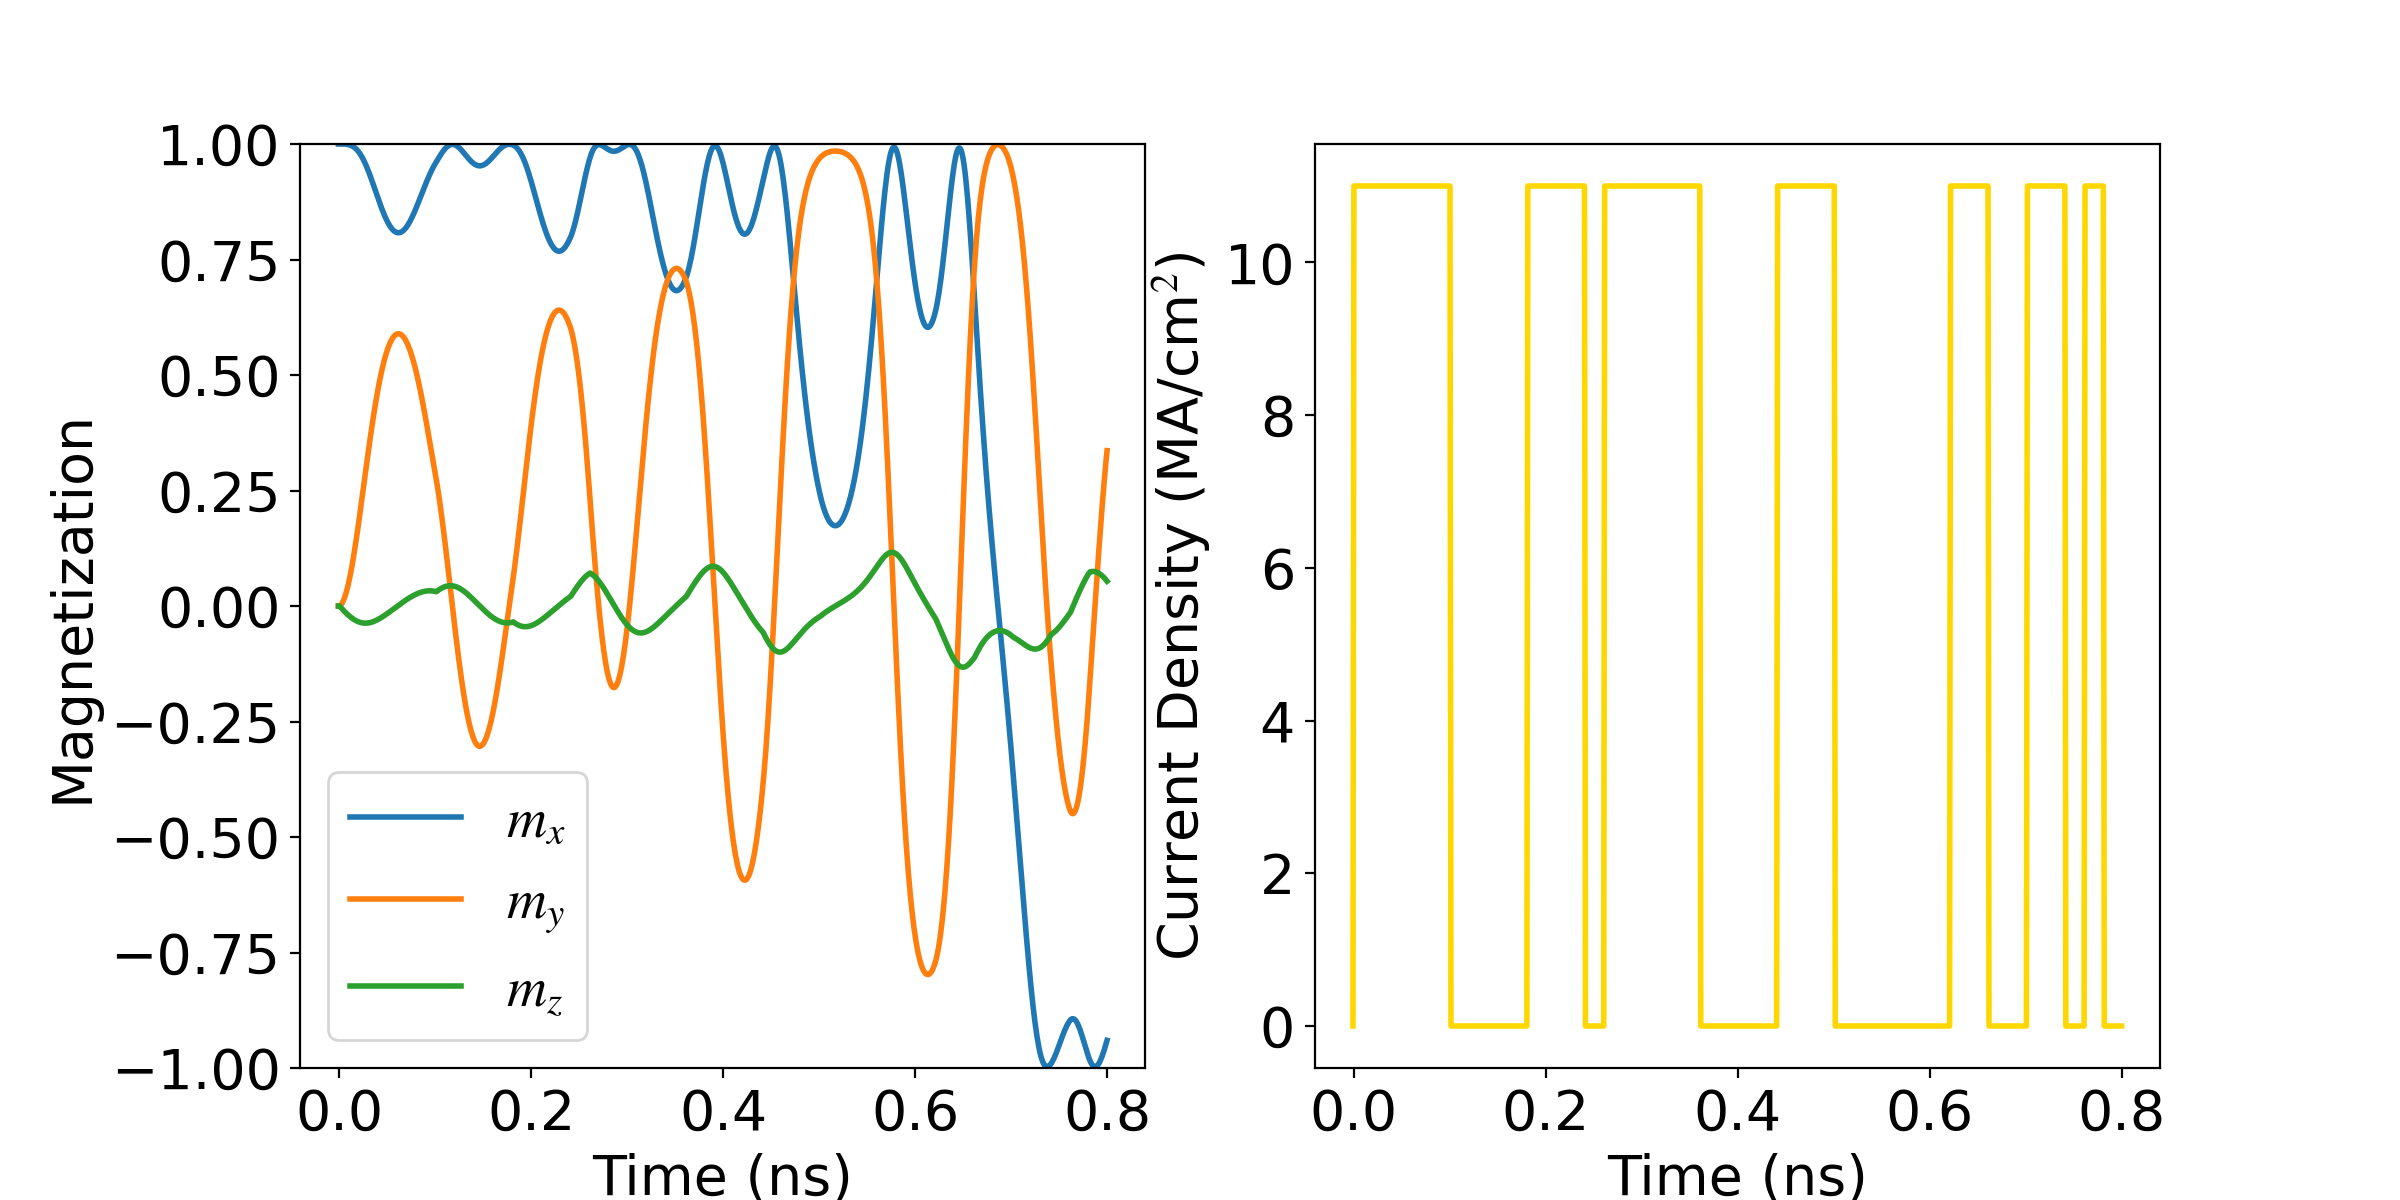 1.00
0.75
0.50
0.25
0.00
−0.25
−0.50
−0.75
−1.00
Magnetization
m_x
m_y
m_z
0.0 0.2 0.4 0.6 0.8
Time (ns)
Current Density (MA/cm²)
10
8
6
4
2
0
0.0 0.2 0.4 0.6 0.8
Time (ns)